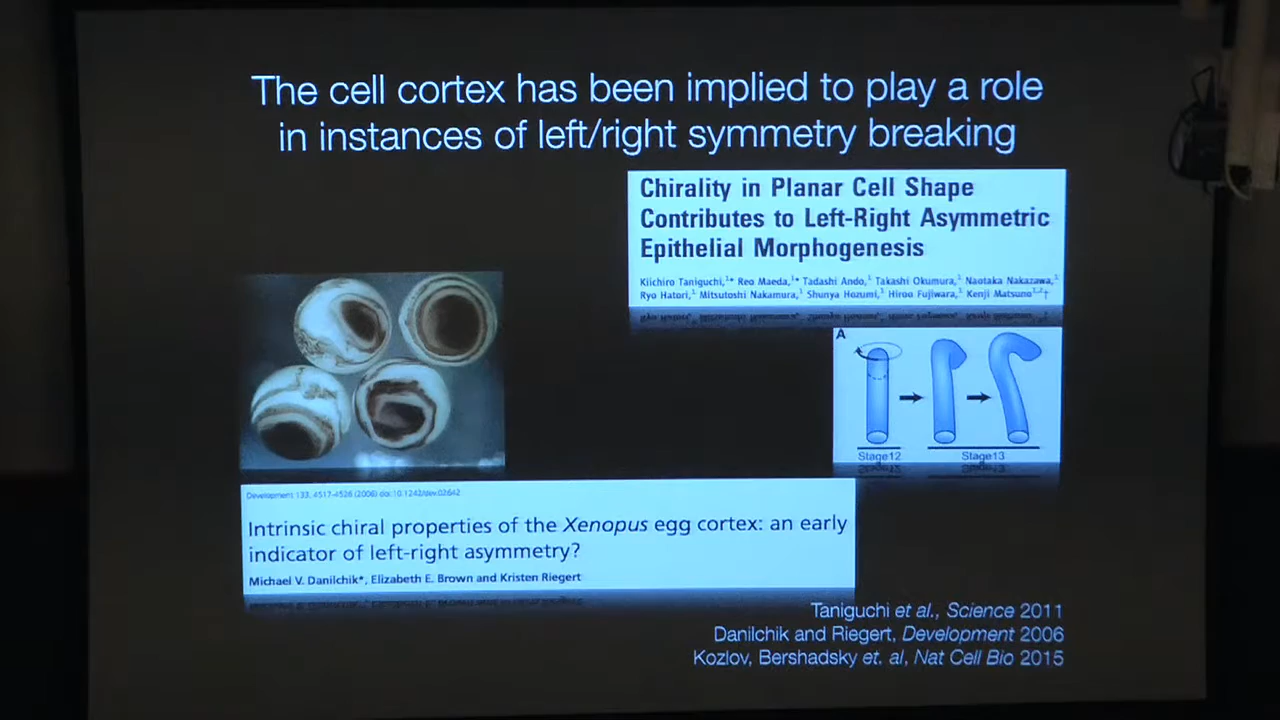 The cell cortex has been implied to play a role
in instances of left/right symmetry breaking
Chirality in Planar Cell Shape
Contributes to Left-Right Asymmetric
Epithelial Morphogenesis
Kiichiro Taniguchi,¹* Reo Maeda,¹* Tadashi Ando,¹ Takashi Okumura,¹ Naotaka Nakazawa,¹
Ryo Hatori,¹ Mitsutoshi Nakamura,¹ Shunya Hozumi,¹ Hiroo Fujiwara,¹ Kenji Matsuno¹,²†
A
Stage12
Stage13
Development 133, 4517-4526 (2006) doi:10.1242/dev.02642
Intrinsic chiral properties of the Xenopus egg cortex: an early
indicator of left-right asymmetry?
Michael V. Danilchik*, Elizabeth E. Brown and Kristen Riegert
Taniguchi et al., Science 2011
Danilchik and Riegert, Development 2006
Kozlov, Bershadsky et. al, Nat Cell Bio 2015